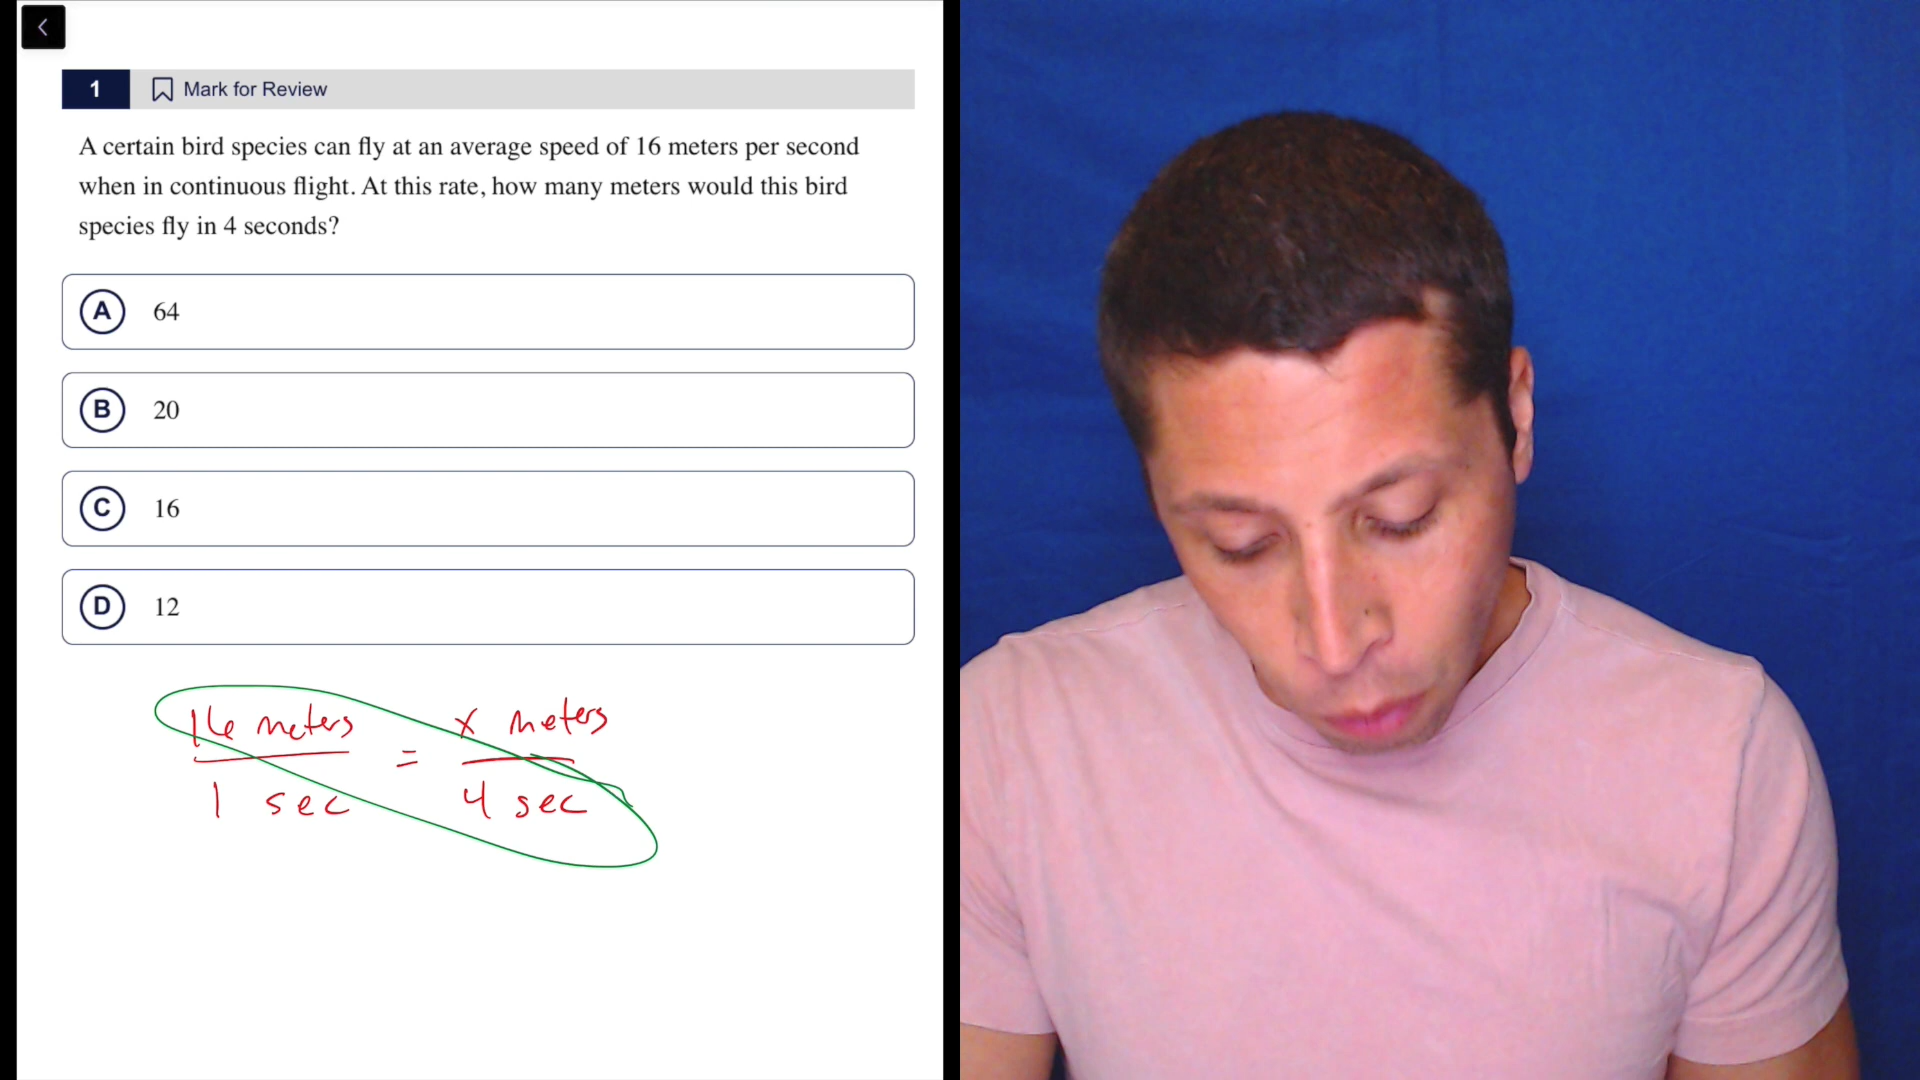 1 Mark for Review
A certain bird species can fly at an average speed of 16 meters per second
when in continuous flight. At this rate, how many meters would this bird
species fly in 4 seconds?
A 64
B 20
C 16
D 12
16 meters = x meters
1 sec 4 sec